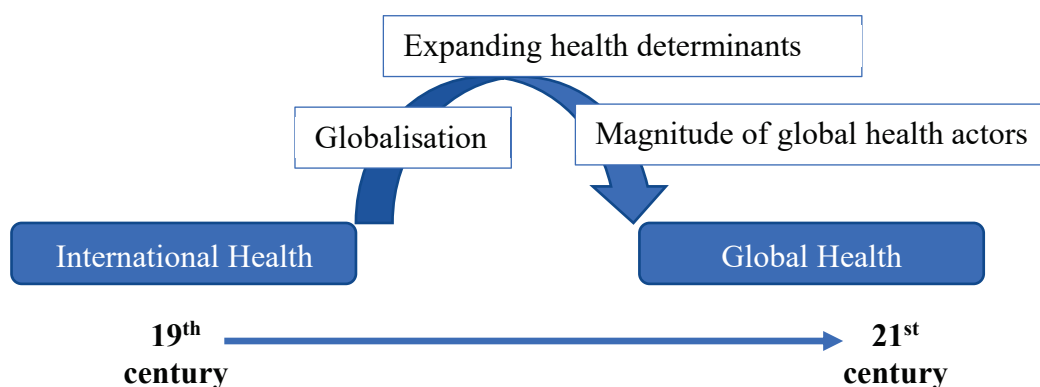 Expanding health determinants
Globalisation
Magnitude of global health actors
International Health
Global Health
19th
century
21st
century